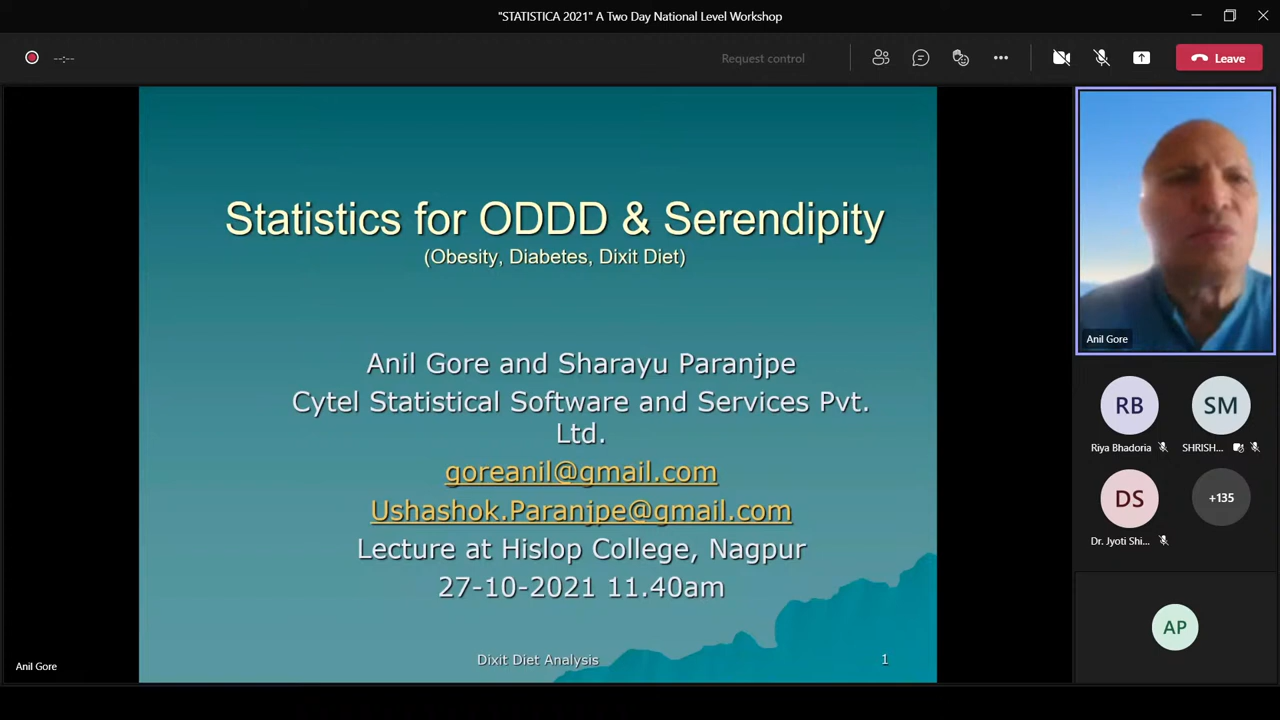 "STATISTICA 2021" A Two Day National Level Workshop
--:--
Request control
Leave
Statistics for ODDD & Serendipity
(Obesity, Diabetes, Dixit Diet)
Anil Gore and Sharayu Paranjpe
Cytel Statistical Software and Services Pvt.
Ltd.
goreanil@gmail.com
Ushashok.Paranjpe@gmail.com
Lecture at Hislop College, Nagpur
27-10-2021 11.40am
Dixit Diet Analysis
1
Anil Gore
Anil Gore
RB
SM
Riya Bhadoria
SHRISH...
DS
+135
Dr. Jyoti Shi...
AP